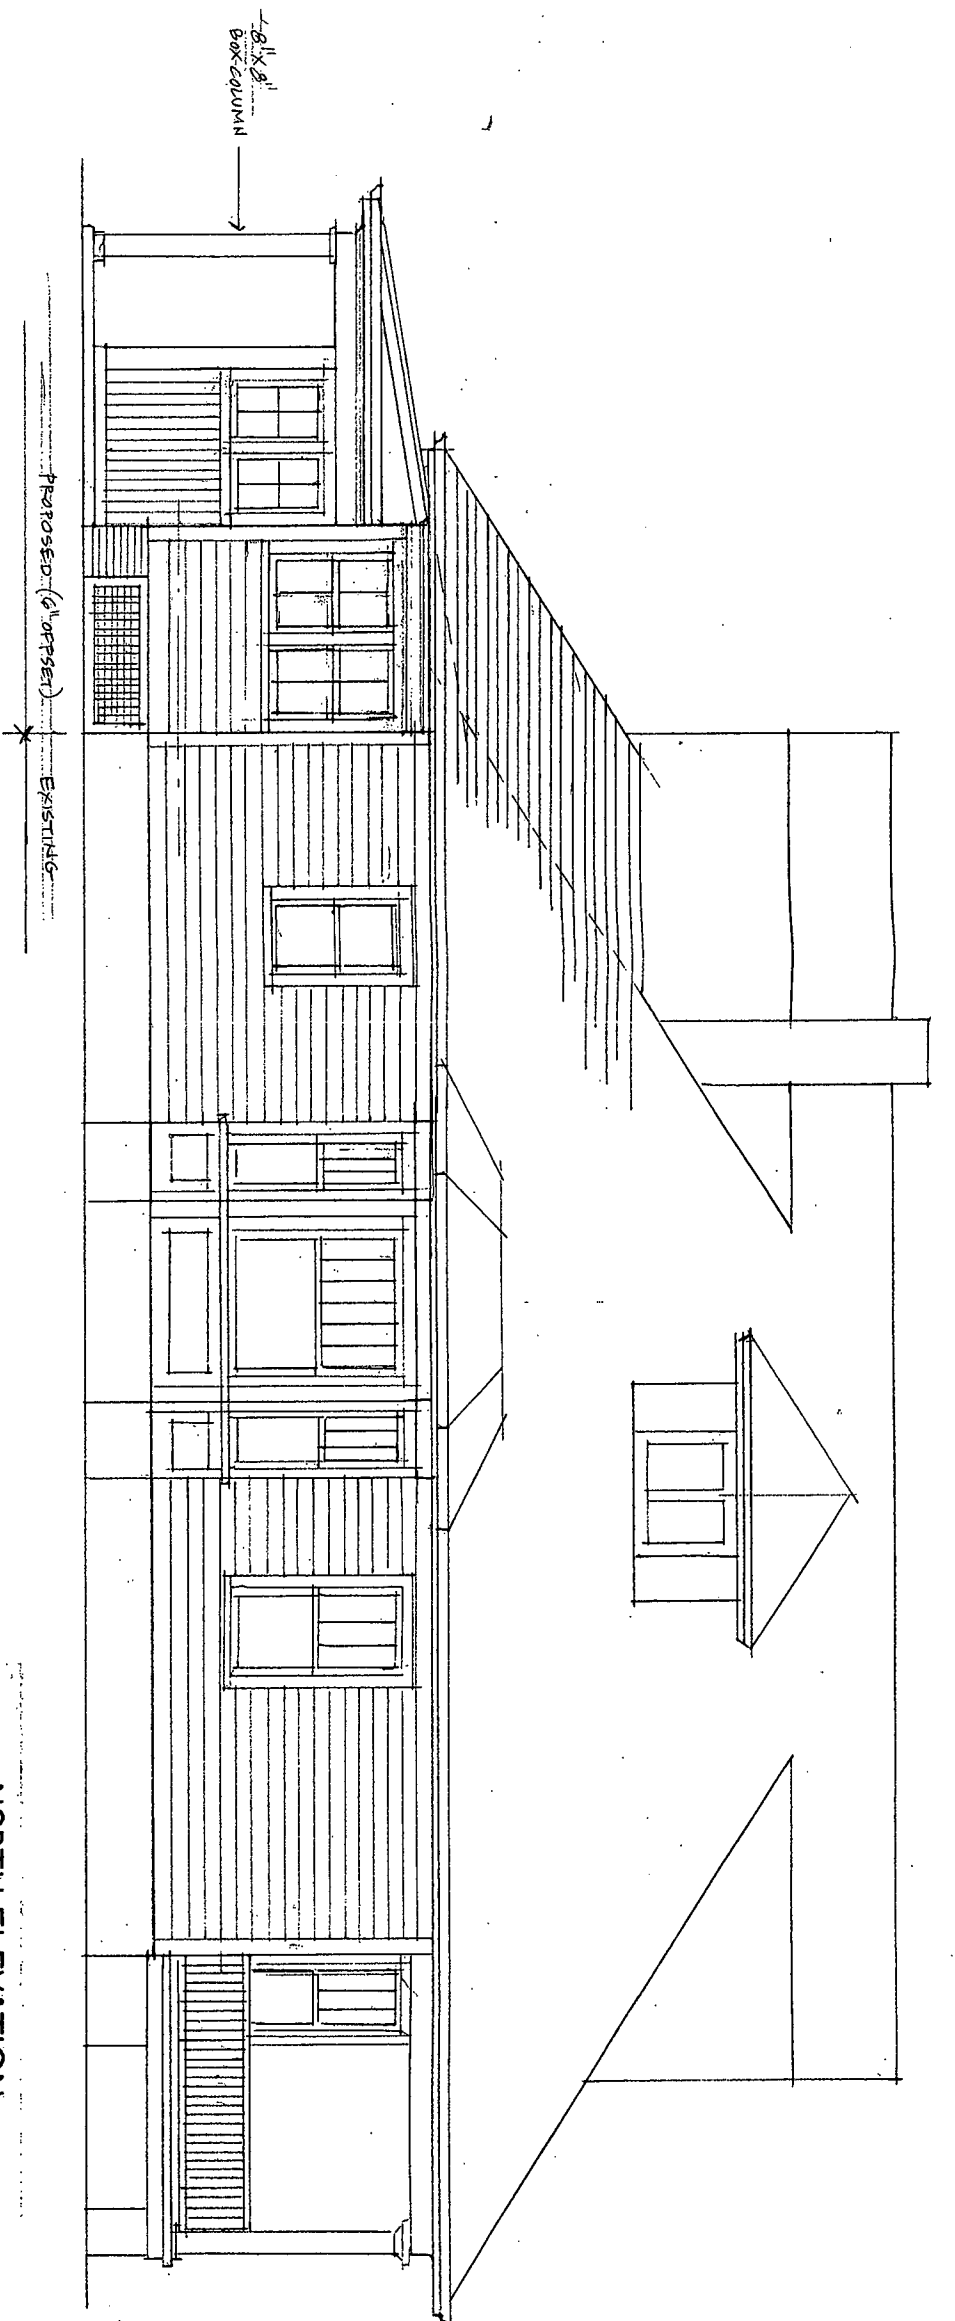 8" X 8"
BOX COLUMN
PROPOSED (6" OFFSET)
EXISTING
NORTH ELEVATION